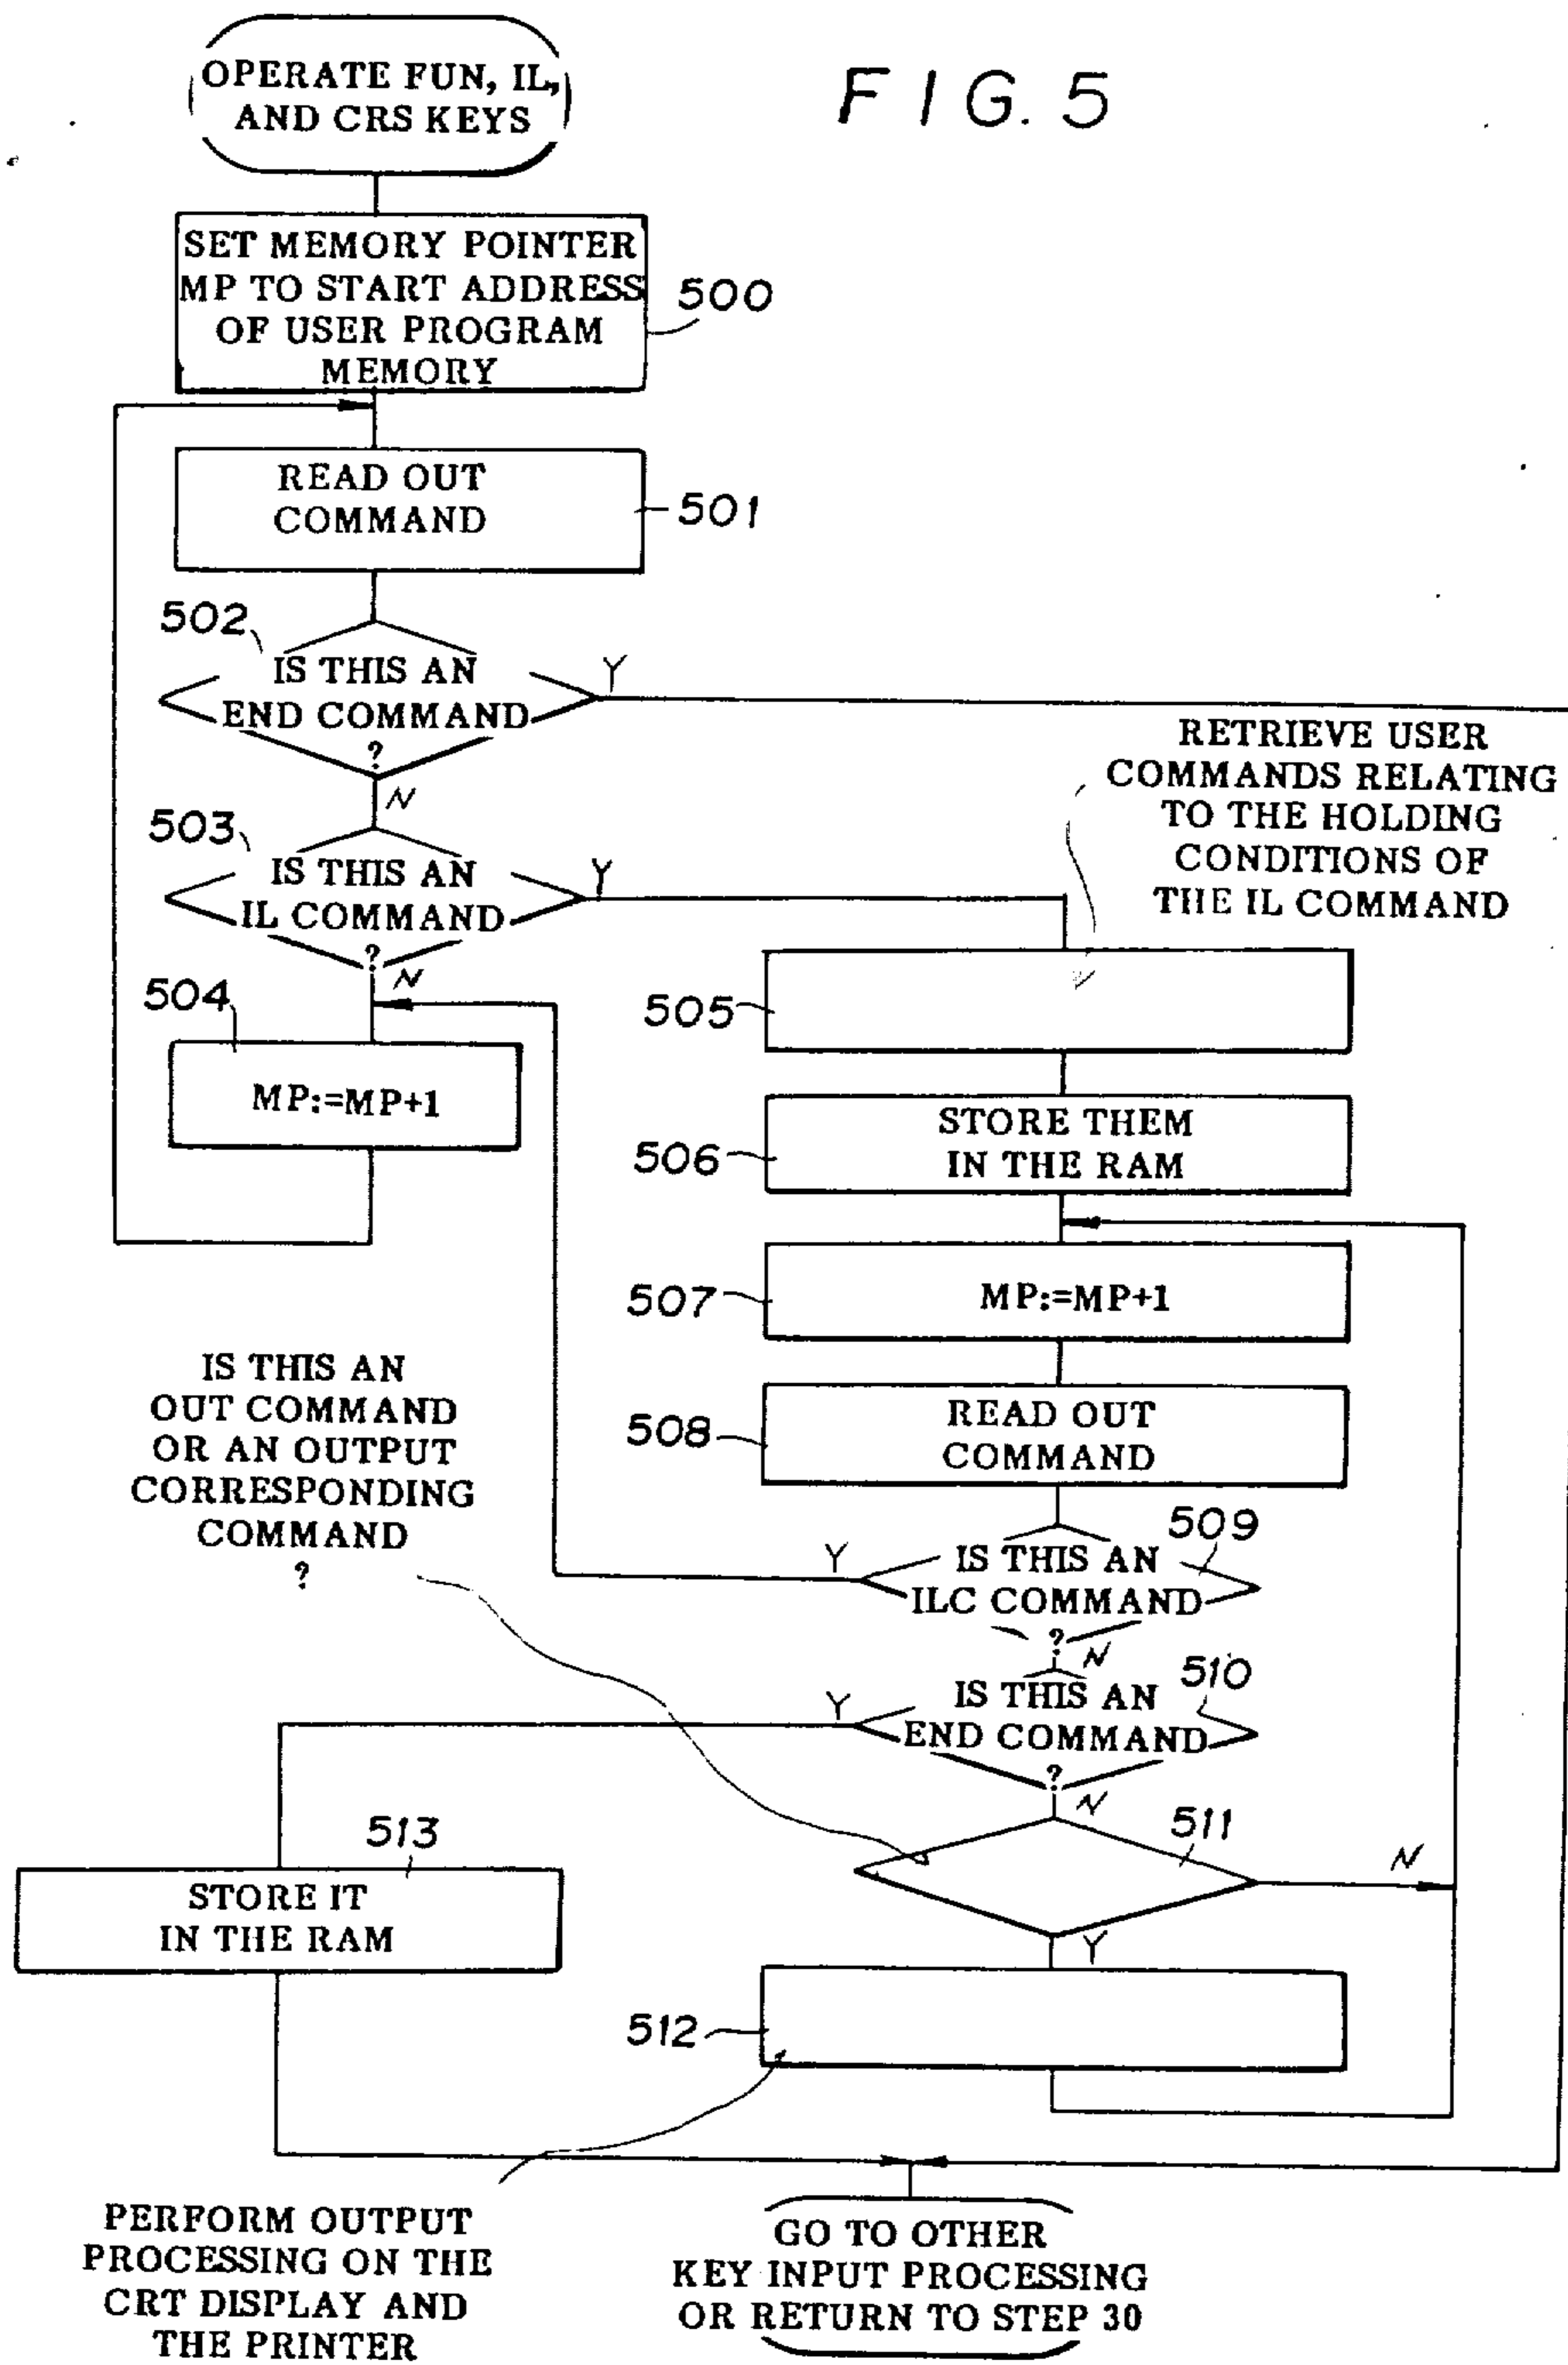 FIG. 5
OPERATE FUN, IL,
AND CRS KEYS
SET MEMORY POINTER
MP TO START ADDRESS
OF USER PROGRAM
MEMORY
500
READ OUT
COMMAND
501
502
IS THIS AN
END COMMAND
?
Y
N
RETRIEVE USER
COMMANDS RELATING
TO THE HOLDING
CONDITIONS OF
THE IL COMMAND
503
IS THIS AN
IL COMMAND
?
Y
N
504
MP:=MP+1
505
506
STORE THEM
IN THE RAM
507
MP:=MP+1
508
READ OUT
COMMAND
IS THIS AN
OUT COMMAND
OR AN OUTPUT
CORRESPONDING
COMMAND
?
509
IS THIS AN
ILC COMMAND
?
Y
N
510
IS THIS AN
END COMMAND
?
Y
N
511
N
Y
513
STORE IT
IN THE RAM
512
PERFORM OUTPUT
PROCESSING ON THE
CRT DISPLAY AND
THE PRINTER
GO TO OTHER
KEY INPUT PROCESSING
OR RETURN TO STEP 30